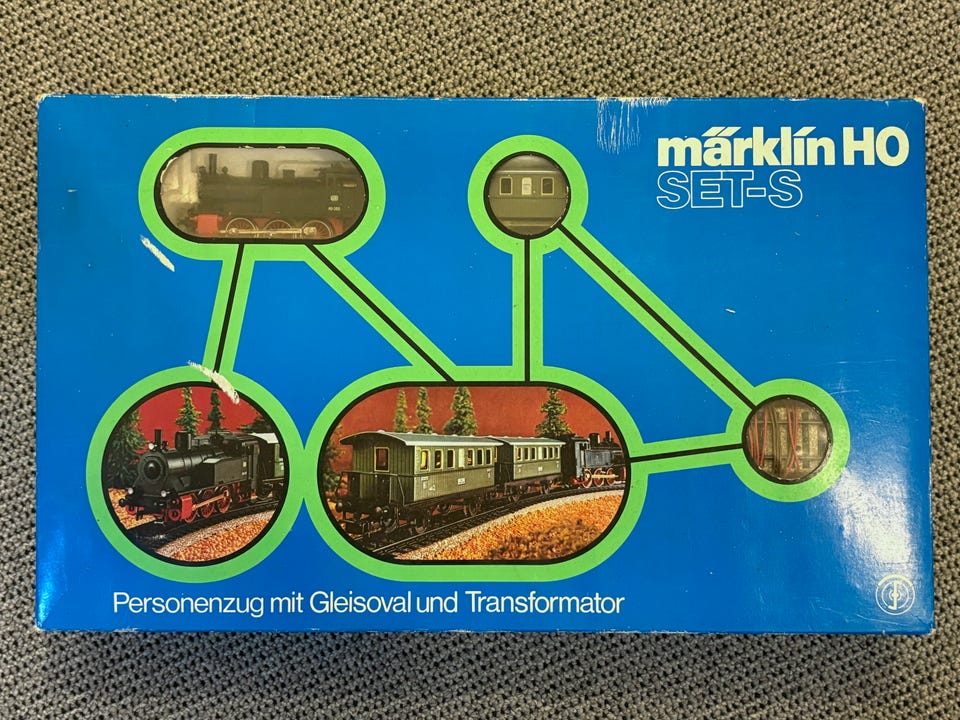 märklin HO
SET-S
Personenzug mit Gleisoval und Transformator